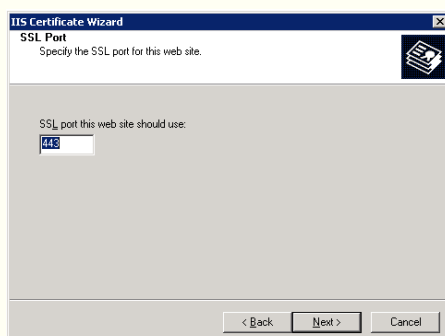 IIS Certificate Wizard
SSL Port
Specify the SSL port for this web site.
SSL port this web site should use:
443
< Back
Next >
Cancel